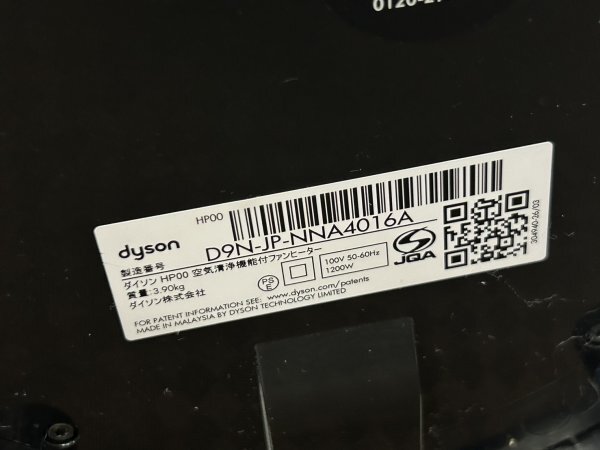 HP00
dyson
製造番号 D9N-JP-NNA4016A
ダイソン HP00 空気清浄機能付ファンヒーター
質量:3.90kg
ダイソン株式会社
PS E
100V 50-60Hz
1200W
JQA
www.dyson.com/patents
FOR PATENT INFORMATION SEE:
MADE IN MALAYSIA BY DYSON TECHNOLOGY LIMITED
304940-26/03